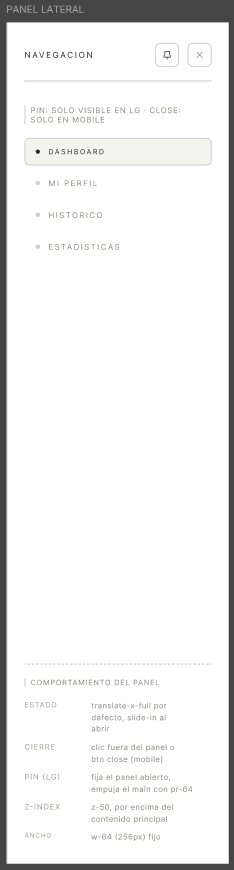 PANEL LATERAL
NAVEGACION
PIN: SOLO VISIBLE EN LG · CLOSE:
SOLO EN MOBILE
DASHBOARD
MI PERFIL
HISTORICO
ESTADISTICAS
COMPORTAMIENTO DEL PANEL
ESTADO translate-x-full por
defecto, slide-in al
abrir
CIERRE clic fuera del panel o
btn close (mobile)
PIN (LG) fija el panel abierto,
empuja el main con pr-64
Z-INDEX z-50, por encima del
contenido principal
ANCHO w-64 (256px) fijo